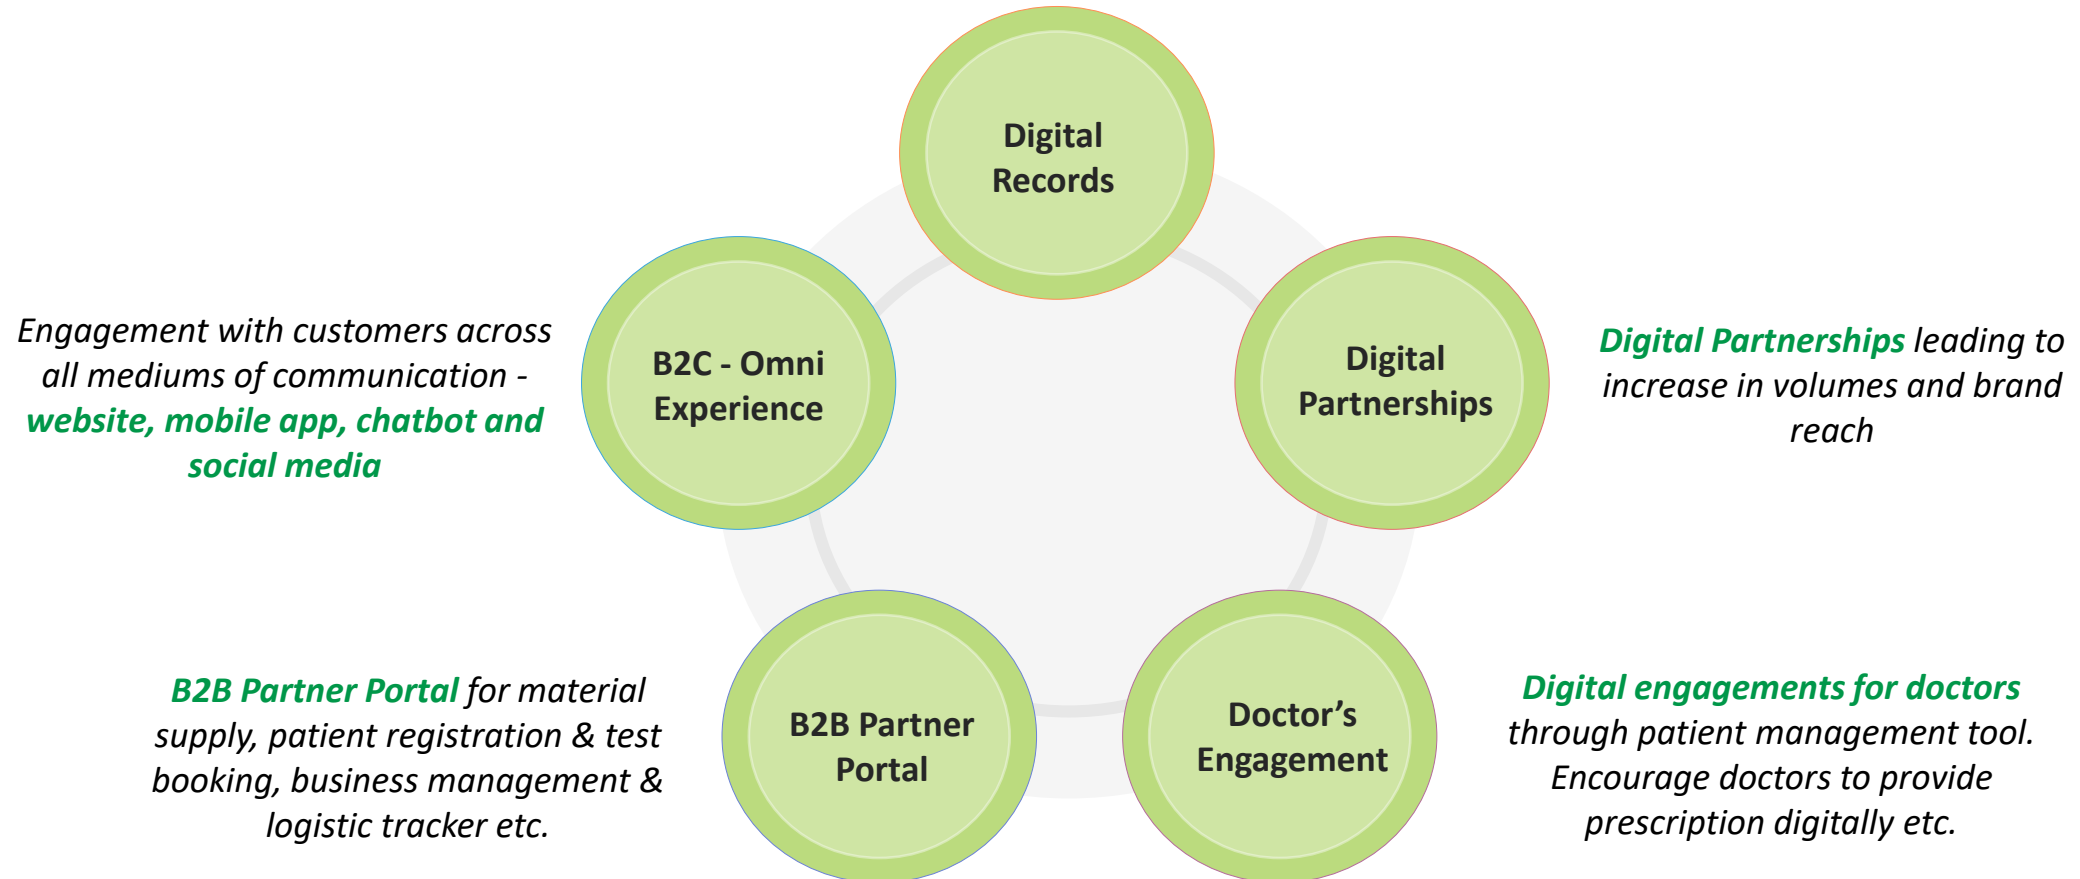 Digital
Records
Engagement with customers across
all mediums of communication -
website, mobile app, chatbot and
social media
B2C - Omni
Experience
Digital
Partnerships
Digital Partnerships leading to
increase in volumes and brand
reach
B2B Partner Portal for material
supply, patient registration & test
booking, business management &
logistic tracker etc.
B2B Partner
Portal
Doctor’s
Engagement
Digital engagements for doctors
through patient management tool.
Encourage doctors to provide
prescription digitally etc.